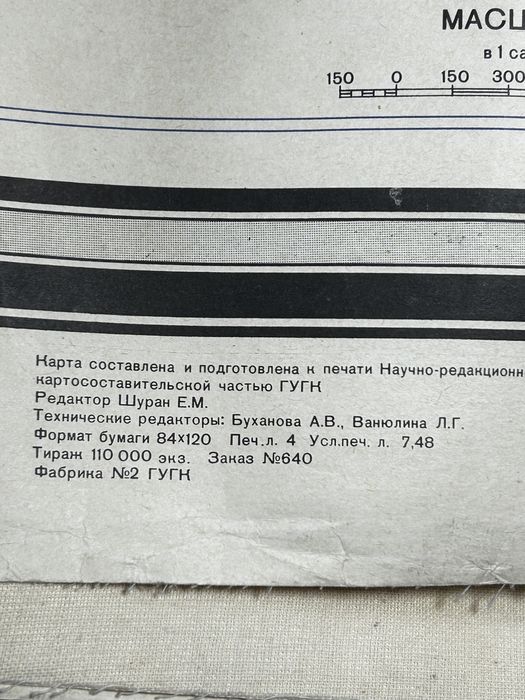 МАСШ
в 1 са
150 0 150 300
Карта составлена и подготовлена к печати Научно-редакционн
картосоставительской частью ГУГК
Редактор Шуран Е.М.
Технические редакторы: Буханова А.В., Ванюлина Л.Г.
Формат бумаги 84×120 Печ.л. 4 Усл.печ. л. 7,48
Тираж 110 000 экз. Заказ №640
Фабрика №2 ГУГК